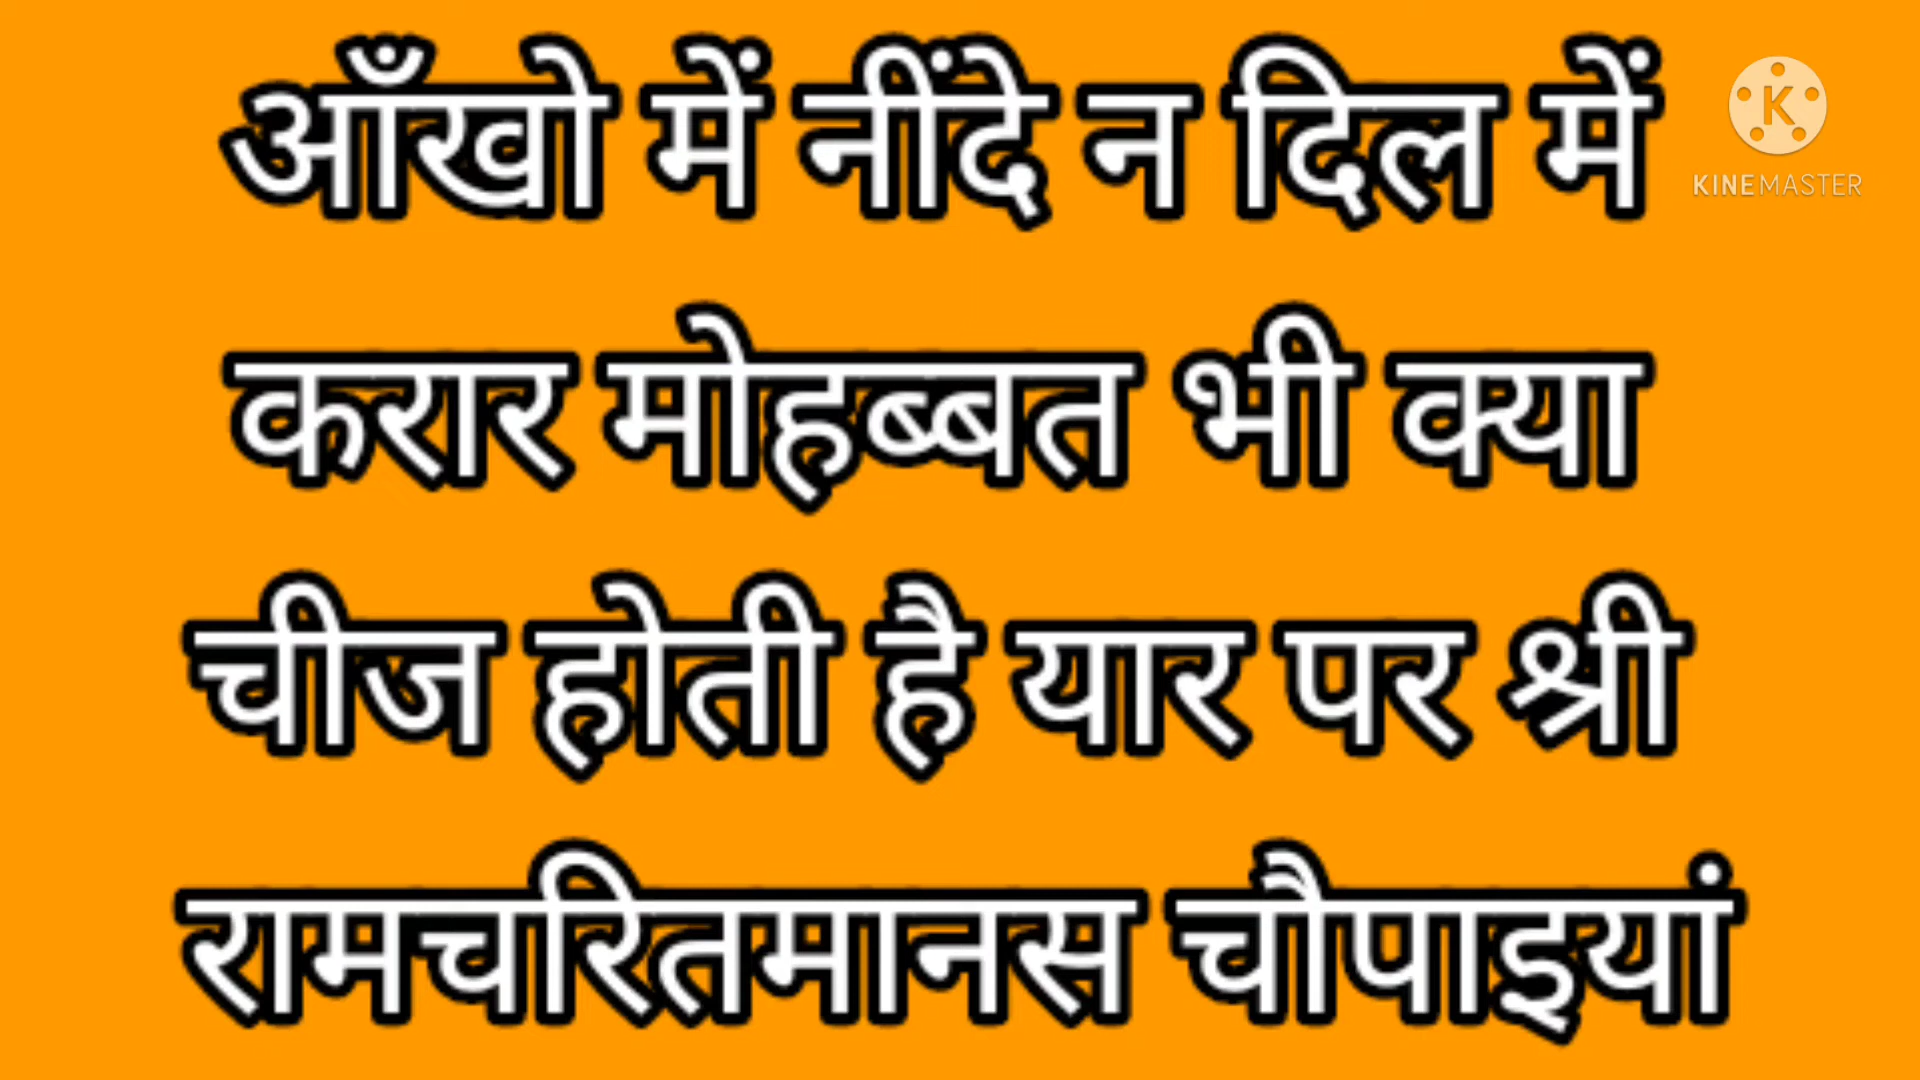 आँखो में नींदे न दिल में
करार मोहब्बत भी क्या
चीज होती है यार पर श्री
रामचरितमानस चौपाइयां
K
KINEMASTER